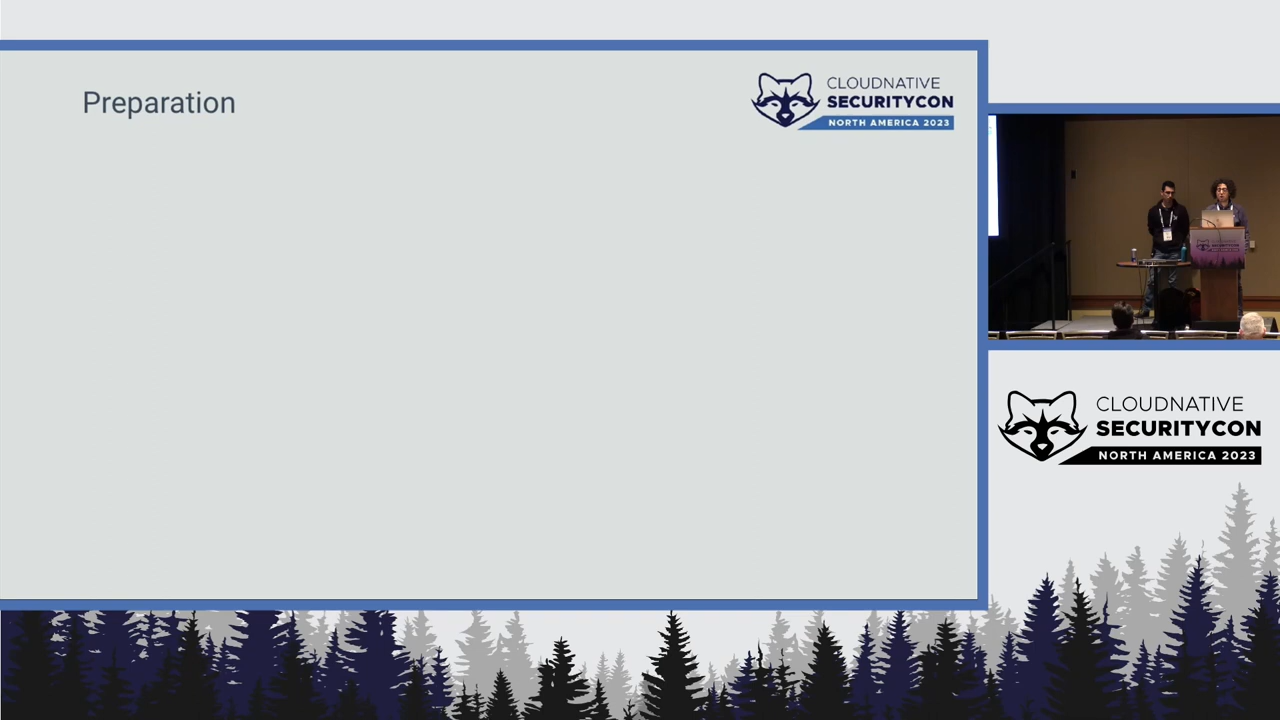 Preparation
CLOUDNATIVE
SECURITYCON
NORTH AMERICA 2023
CLOUDNATIVE
SECURITYCON
NORTH AMERICA 2023